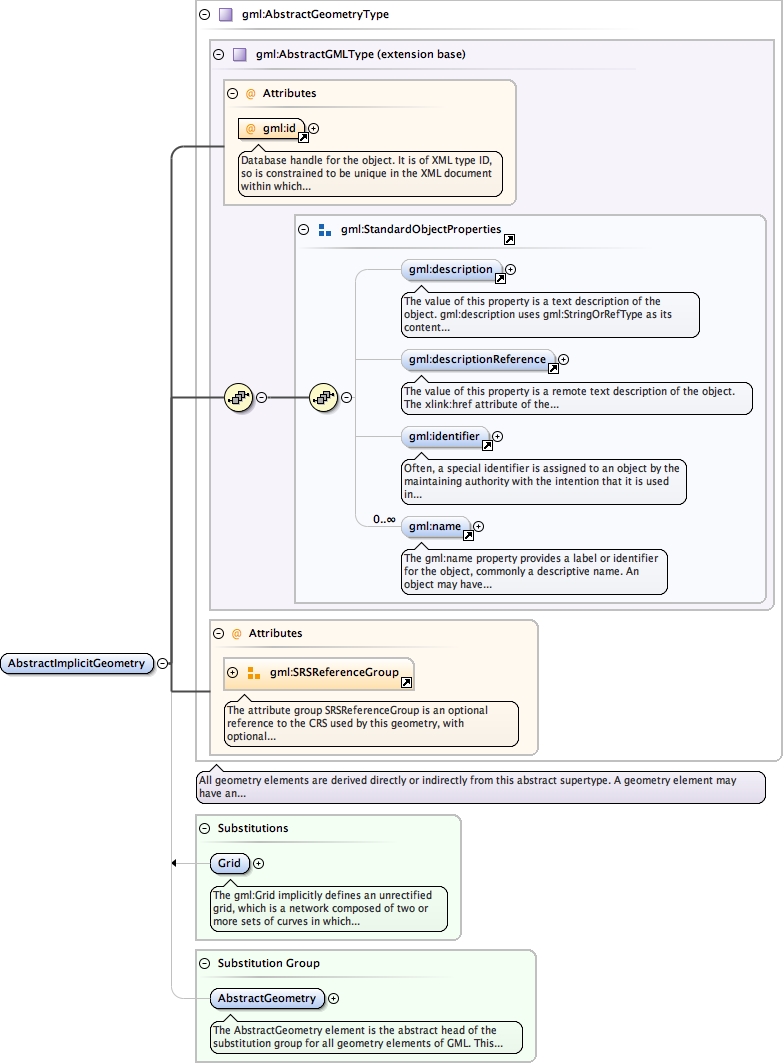 gml:AbstractGeometryType
gml:AbstractGMLType (extension base)
@ Attributes
@ gml:id
Database handle for the object. It is of XML type ID,
so is constrained to be unique in the XML document
within which...
gml:StandardObjectProperties
gml:description
The value of this property is a text description of the
object. gml:description uses gml:StringOrRefType as its
content...
gml:descriptionReference
The value of this property is a remote text description of the object.
The xlink:href attribute of the...
gml:identifier
Often, a special identifier is assigned to an object by the
maintaining authority with the intention that it is used
in...
0..∞
gml:name
The gml:name property provides a label or identifier
for the object, commonly a descriptive name. An
object may have...
@ Attributes
AbstractImplicitGeometry
gml:SRSReferenceGroup
The attribute group SRSReferenceGroup is an optional
reference to the CRS used by this geometry, with
optional...
All geometry elements are derived directly or indirectly from this abstract supertype. A geometry element may
have an...
Substitutions
Grid
The gml:Grid implicitly defines an unrectified
grid, which is a network composed of two or
more sets of curves in which...
Substitution Group
AbstractGeometry
The AbstractGeometry element is the abstract head of the
substitution group for all geometry elements of GML. This...